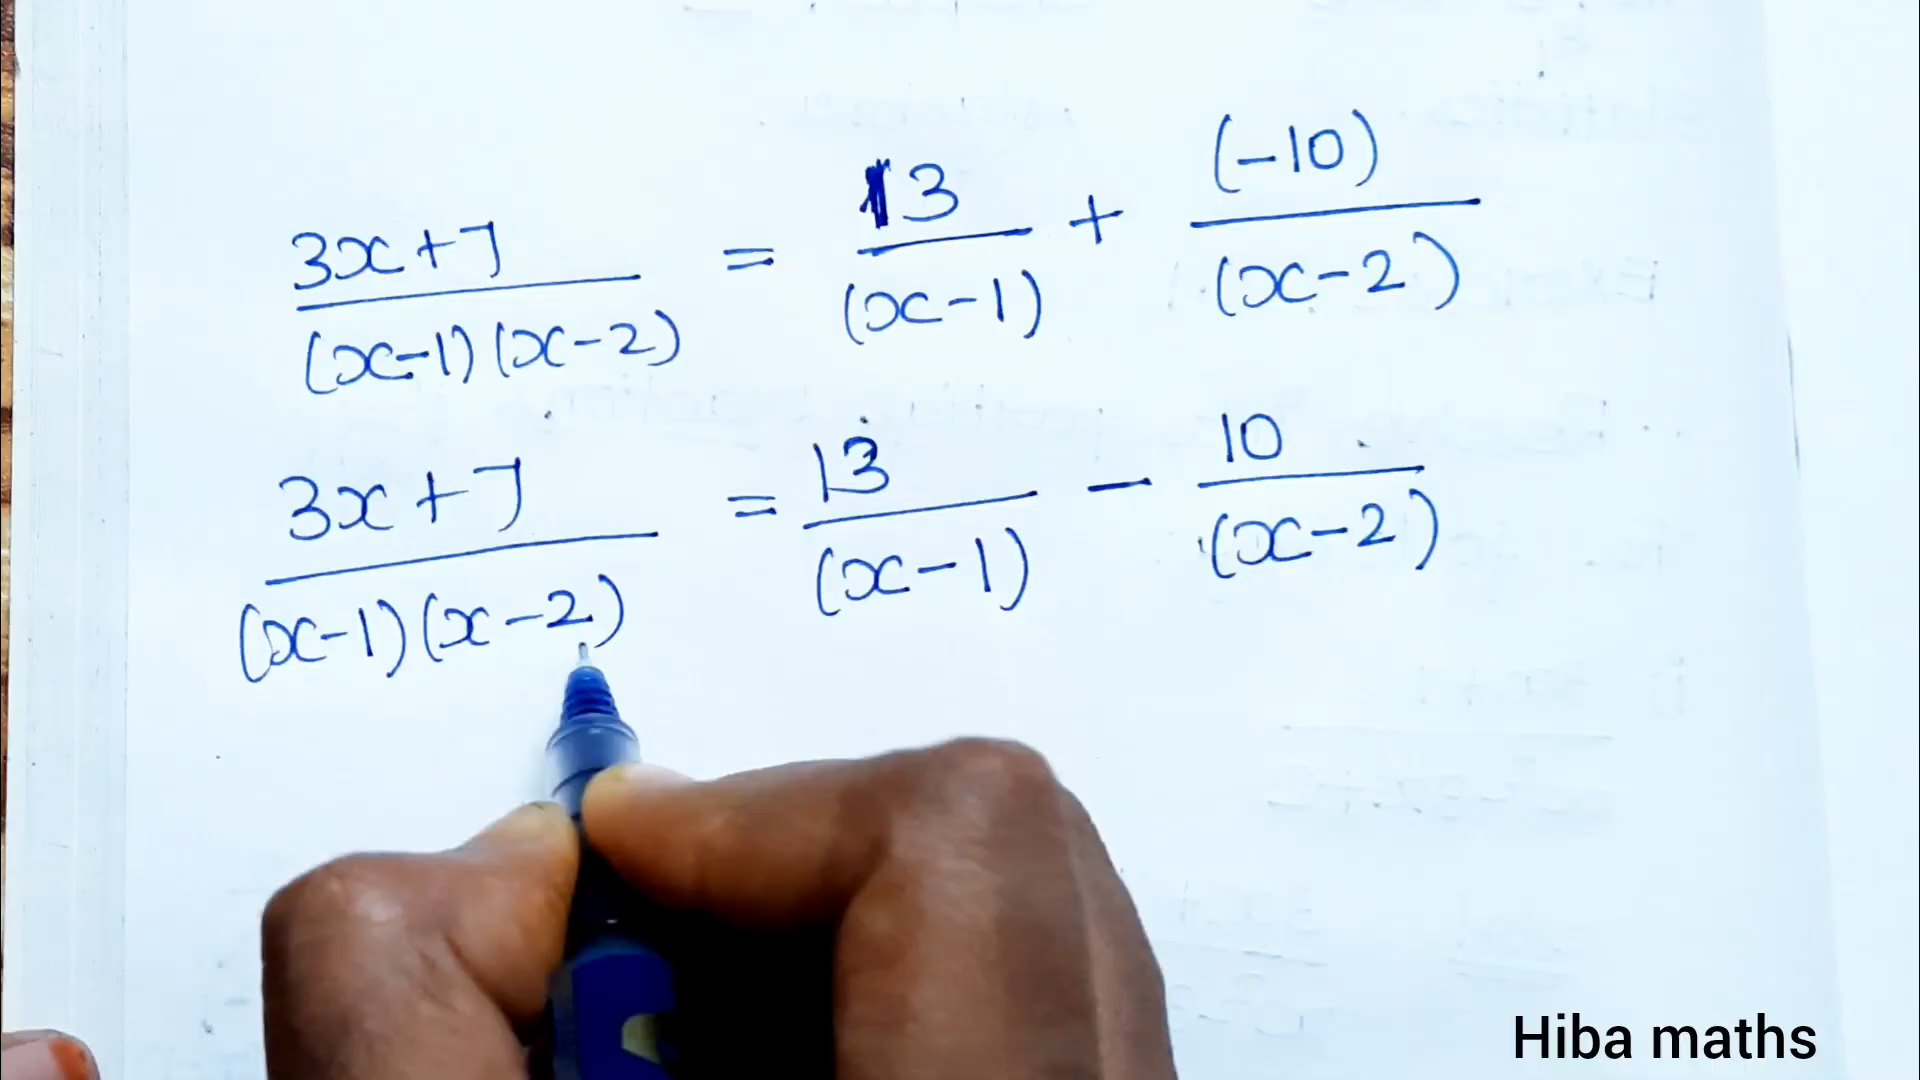 3x+7/(x-1)(x-2) = 13/(x-1) + (-10)/(x-2)
3x+7/(x-1)(x-2) = 13/(x-1) - 10/(x-2)
Hiba maths